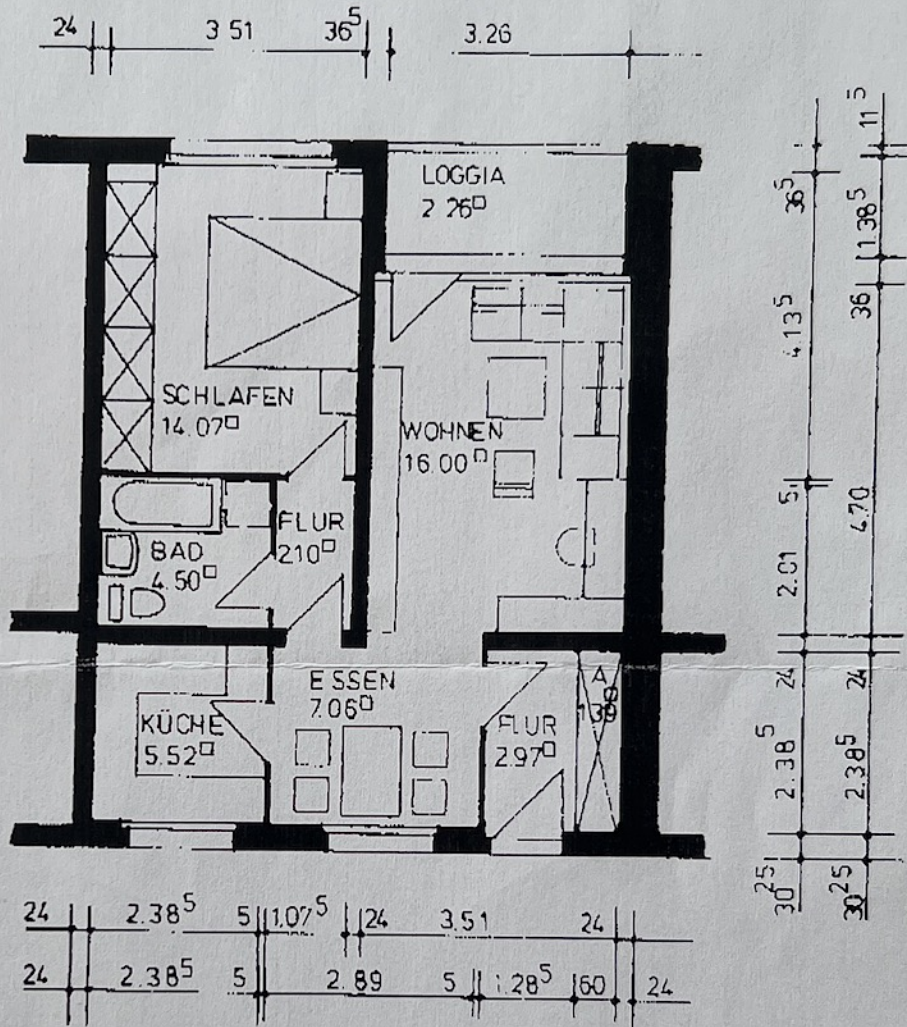 24 3 51 36⁵ 3.26
11⁵
36⁵
1.38⁵
4.13⁵
36
5
4.70
2.01
24 24
2.38⁵ 2.38⁵
30²⁵ 30²⁵
LOGGIA
2 26□
SCHLAFEN
14.07□
WOHNEN
16.00□
FLUR
210□
BAD
4.50□
ESSEN
7.06□
KÜCHE
5.52□
FLUR
2.97□
A
1.39□
24 2.38⁵ 5 1.07⁵ 24 3.51 24
24 2.38⁵ 5 2.89 5 1.28⁵ 60 24